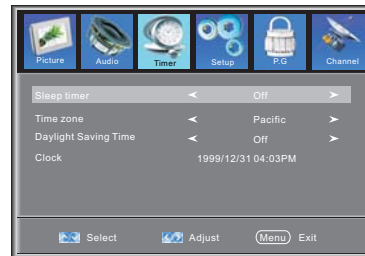 Picture Audio Timer Setup P.G Channel
Sleep timer Off
Time zone Pacific
Daylight Saving Time Off
Clock 1999/12/31 04:03PM
Select Adjust Menu Exit